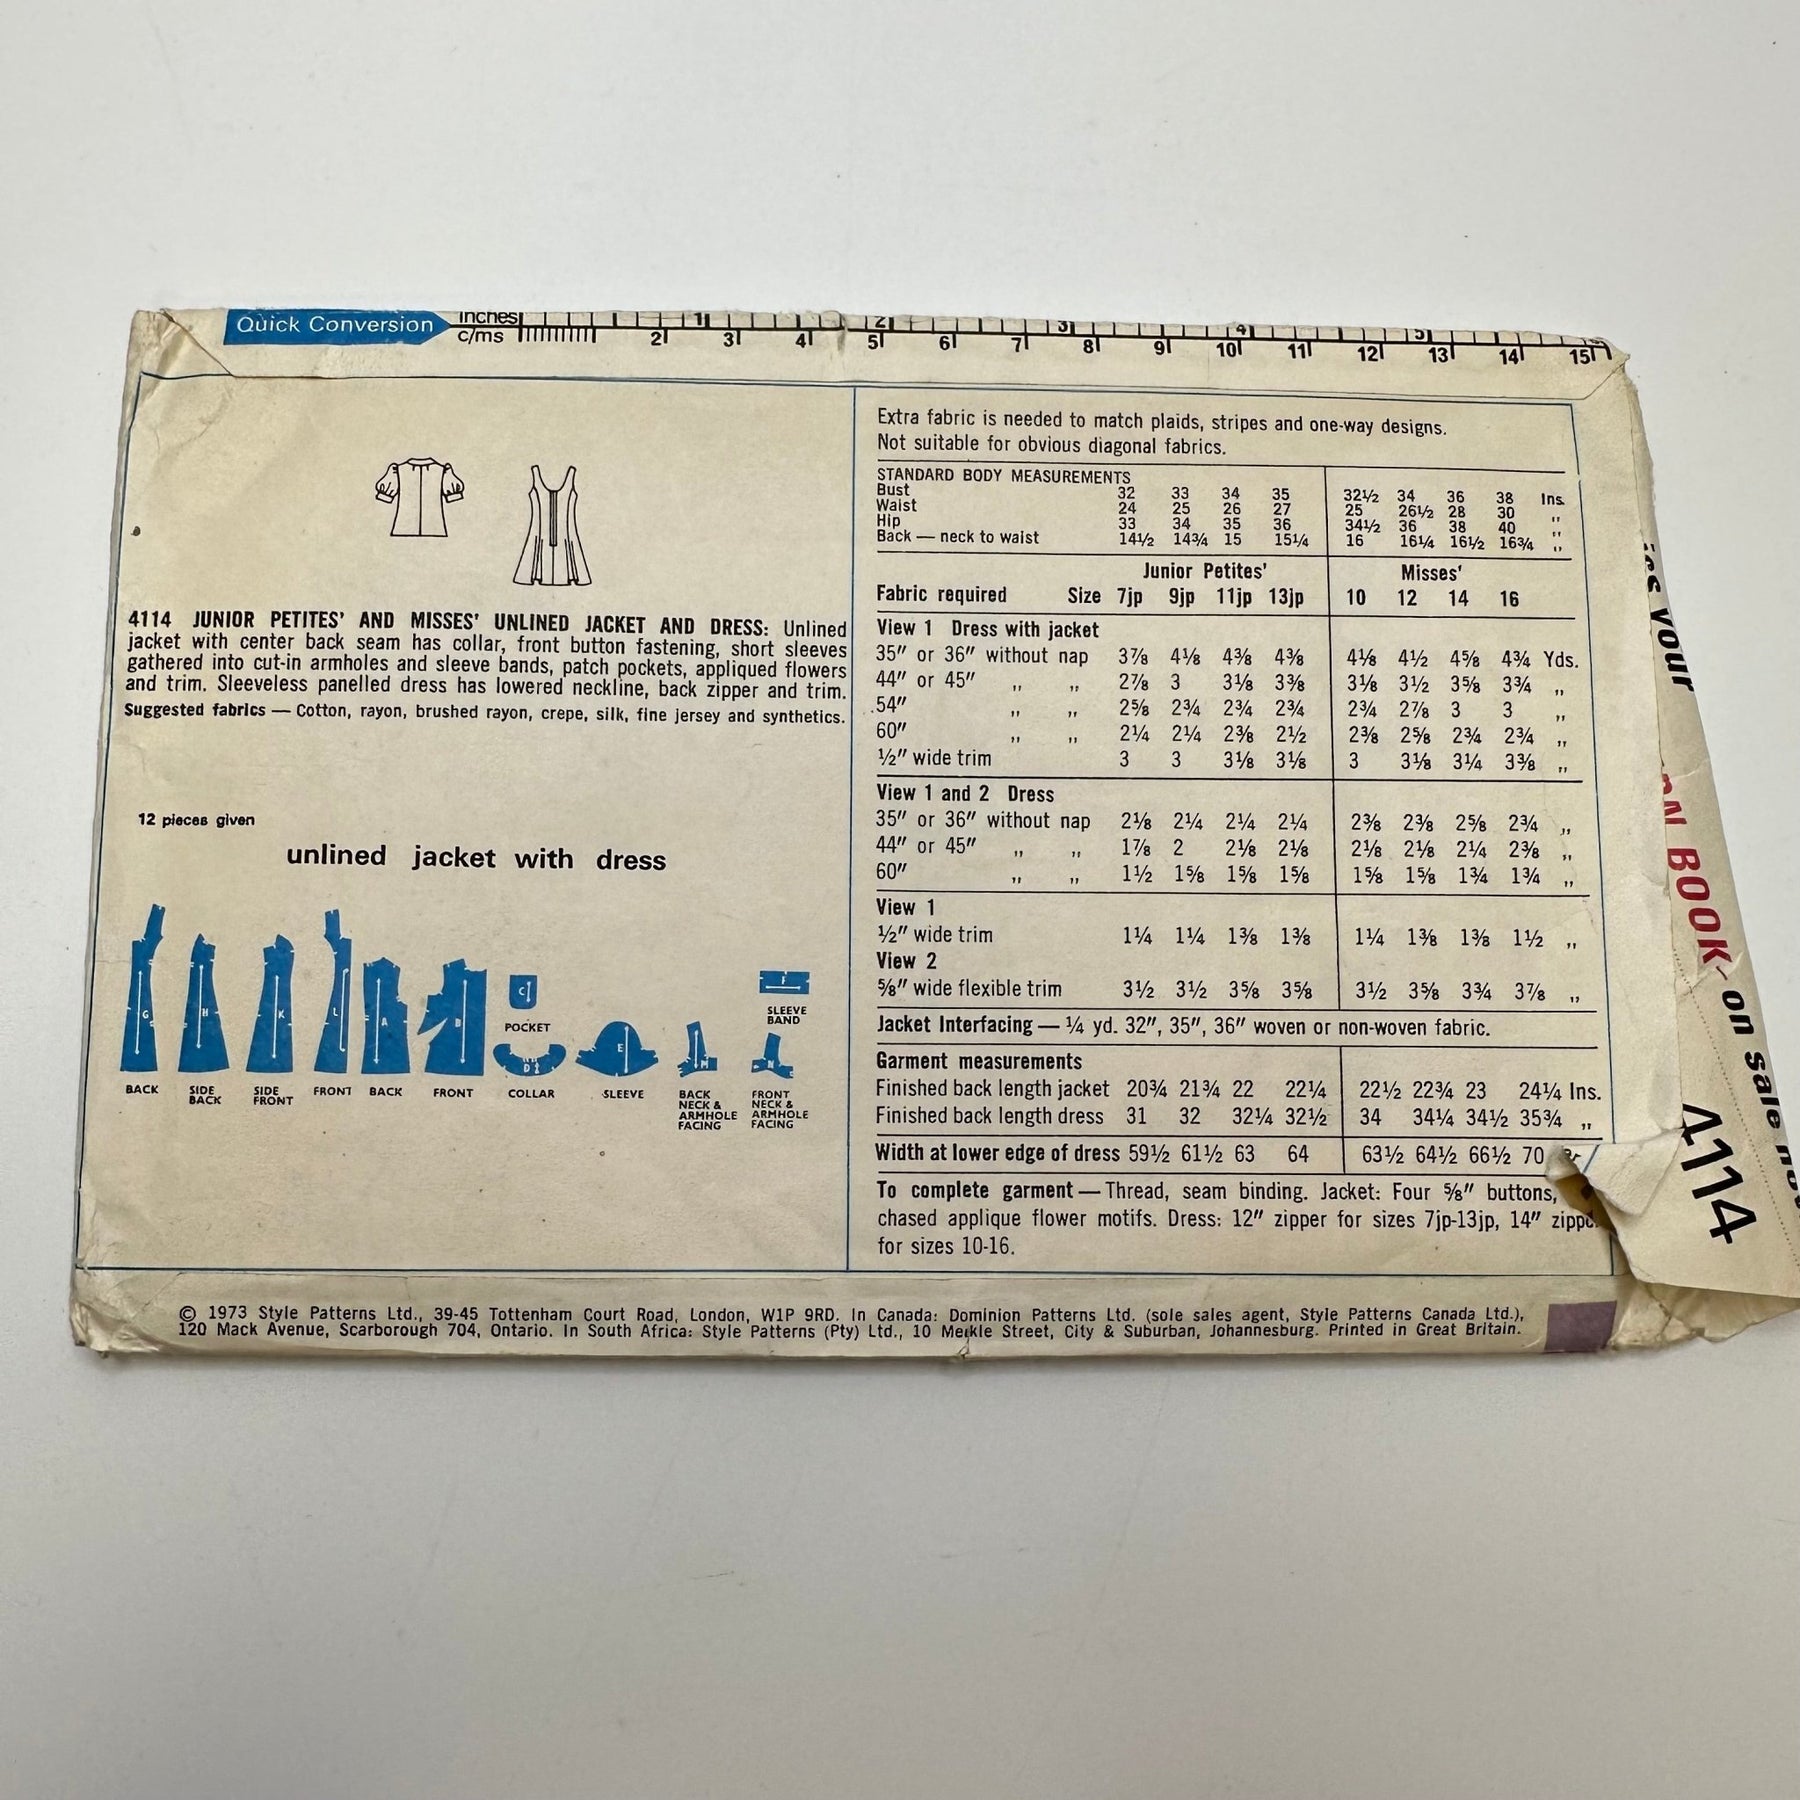 Quick Conversion
inches 1 2 3 4 5
c/ms 2 3 4 5 6 7 8 9 10 11 12 13 14 15
4114 JUNIOR PETITES' AND MISSES' UNLINED JACKET AND DRESS: Unlined
jacket with center back seam has collar, front button fastening, short sleeves
gathered into cut-in armholes and sleeve bands, patch pockets, appliqued flowers
and trim. Sleeveless panelled dress has lowered neckline, back zipper and trim.
Suggested fabrics — Cotton, rayon, brushed rayon, crepe, silk, fine jersey and synthetics.
12 pieces given
unlined jacket with dress
G H K L A B C D E F M N
BACK
SIDE
BACK
SIDE
FRONT
FRONT
BACK
FRONT
POCKET
COLLAR
SLEEVE
BACK
NECK &
ARMHOLE
FACING
SLEEVE
BAND
FRONT
NECK &
ARMHOLE
FACING
Extra fabric is needed to match plaids, stripes and one-way designs.
Not suitable for obvious diagonal fabrics.
STANDARD BODY MEASUREMENTS
Bust 32 33 34 35 32½ 34 36 38 Ins.
Waist 24 25 26 27 25 26½ 28 30 ,,
Hip 33 34 35 36 34½ 36 38 40 ,,
Back — neck to waist 14½ 14¾ 15 15¼ 16 16¼ 16½ 16¾ ,,
Junior Petites' Misses'
Fabric required Size 7jp 9jp 11jp 13jp 10 12 14 16
View 1 Dress with jacket
35" or 36" without nap 3⅞ 4⅛ 4⅜ 4⅜ 4⅛ 4½ 4⅝ 4¾ Yds.
44" or 45" ,, ,, 2⅞ 3 3⅛ 3⅜ 3⅛ 3½ 3⅝ 3¾ ,,
54" ,, ,, 2⅝ 2¾ 2¾ 2¾ 2¾ 2⅞ 3 3 ,,
60" ,, ,, 2¼ 2¼ 2⅜ 2½ 2⅜ 2⅝ 2¾ 2¾ ,,
½" wide trim 3 3 3⅛ 3⅛ 3 3⅛ 3¼ 3⅜ ,,
View 1 and 2 Dress
35" or 36" without nap 2⅛ 2¼ 2¼ 2¼ 2⅜ 2⅜ 2⅝ 2¾ ,,
44" or 45" ,, ,, 1⅞ 2 2⅛ 2⅛ 2⅛ 2⅛ 2¼ 2⅜ ,,
60" ,, ,, 1½ 1⅝ 1⅝ 1⅝ 1⅝ 1⅝ 1¾ 1¾ ,,
View 1
½" wide trim 1¼ 1¼ 1⅜ 1⅜ 1¼ 1⅜ 1⅜ 1½ ,,
View 2
⅝" wide flexible trim 3½ 3½ 3⅝ 3⅝ 3½ 3⅝ 3¾ 3⅞ ,,
Jacket Interfacing — ¼ yd. 32", 35", 36" woven or non-woven fabric.
Garment measurements
Finished back length jacket 20¾ 21¾ 22 22¼ 22½ 22¾ 23 24¼ Ins.
Finished back length dress 31 32 32¼ 32½ 34 34¼ 34½ 35¾ ,,
Width at lower edge of dress 59½ 61½ 63 64 63½ 64½ 66½ 70
To complete garment — Thread, seam binding. Jacket: Four ⅝" buttons,
chased applique flower motifs. Dress: 12" zipper for sizes 7jp-13jp, 14" zippe
for sizes 10-16.
© 1973 Style Patterns Ltd., 39-45 Tottenham Court Road, London, W1P 9RD. In Canada: Dominion Patterns Ltd. (sole sales agent, Style Patterns Canada Ltd.),
120 Mack Avenue, Scarborough 704, Ontario. In South Africa: Style Patterns (Pty) Ltd., 10 Merkle Street, City & Suburban, Johannesburg. Printed in Great Britain.
your
BOOK on sale
4114